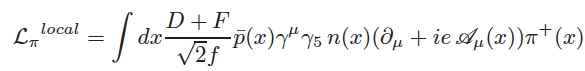 ℒ_π^{local} = ∫ dx (D + F)/(√2 f) p̄(x)γ^μ γ_5 n(x)(∂_μ + ie 𝒜_μ(x))π^+(x)